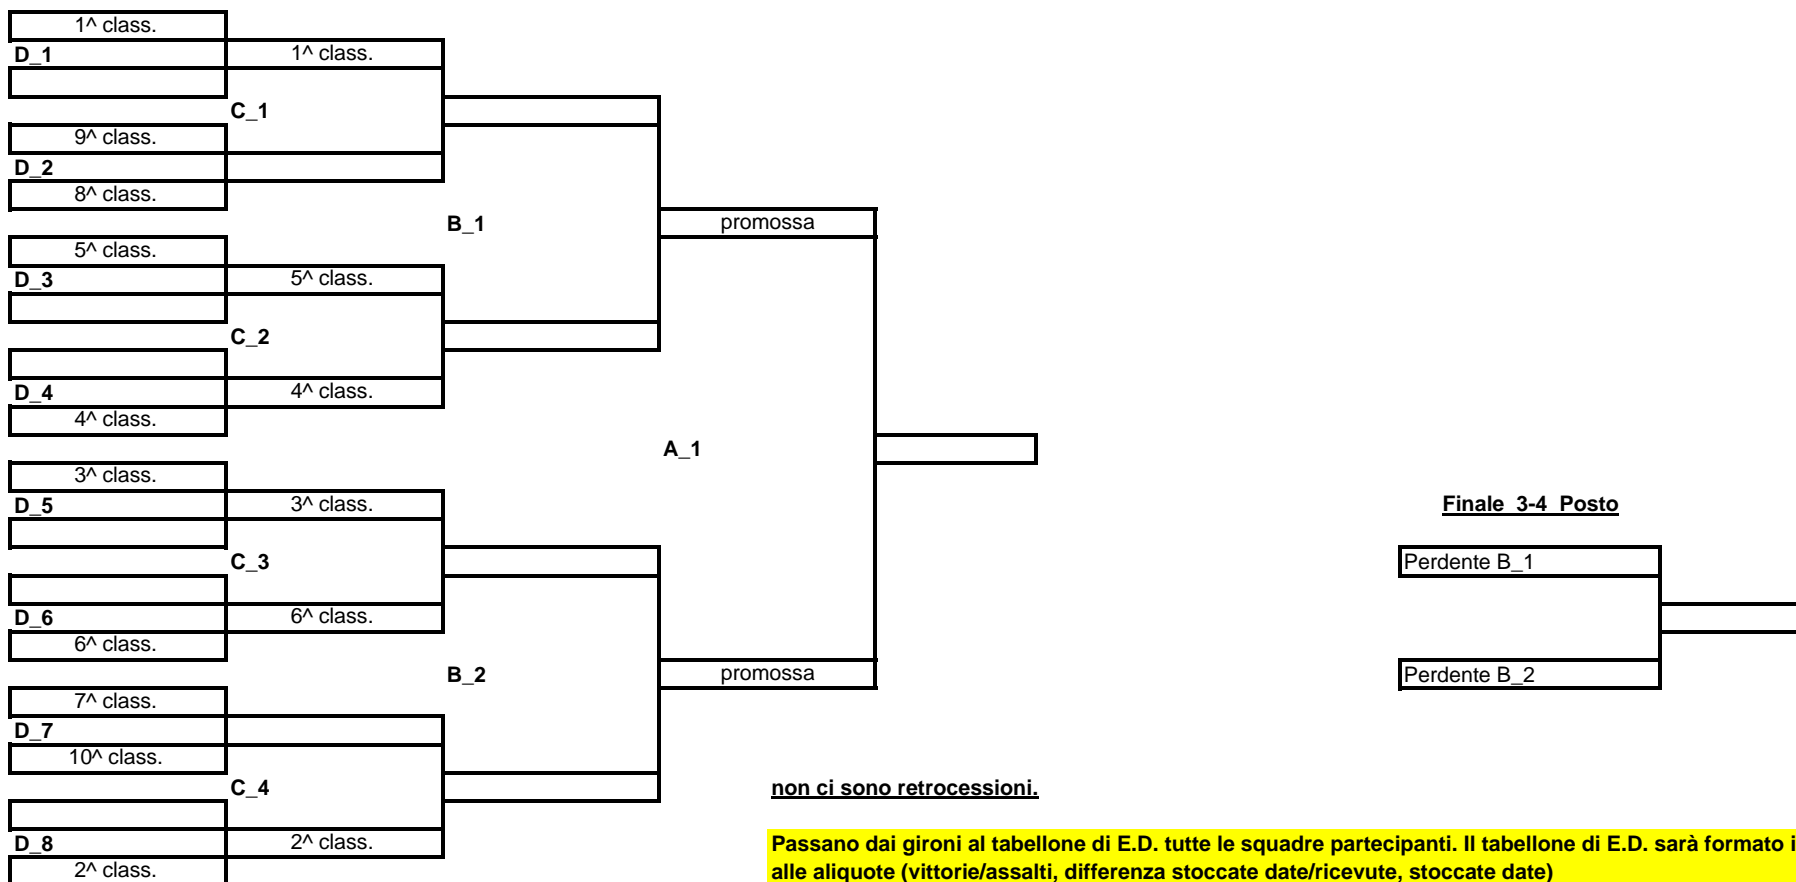 1^ class.
D_1
1^ class.
C_1
9^ class.
D_2
8^ class.
B_1
promossa
5^ class.
D_3
5^ class.
C_2
D_4
4^ class.
4^ class.
A_1
3^ class.
D_5
3^ class.
Finale 3-4 Posto
C_3
Perdente B_1
D_6
6^ class.
6^ class.
B_2
promossa
Perdente B_2
7^ class.
D_7
10^ class.
C_4
non ci sono retrocessioni.
D_8
2^ class.
2^ class.
Passano dai gironi al tabellone di E.D. tutte le squadre partecipanti. Il tabellone di E.D. sarà formato i
alle aliquote (vittorie/assalti, differenza stoccate date/ricevute, stoccate date)